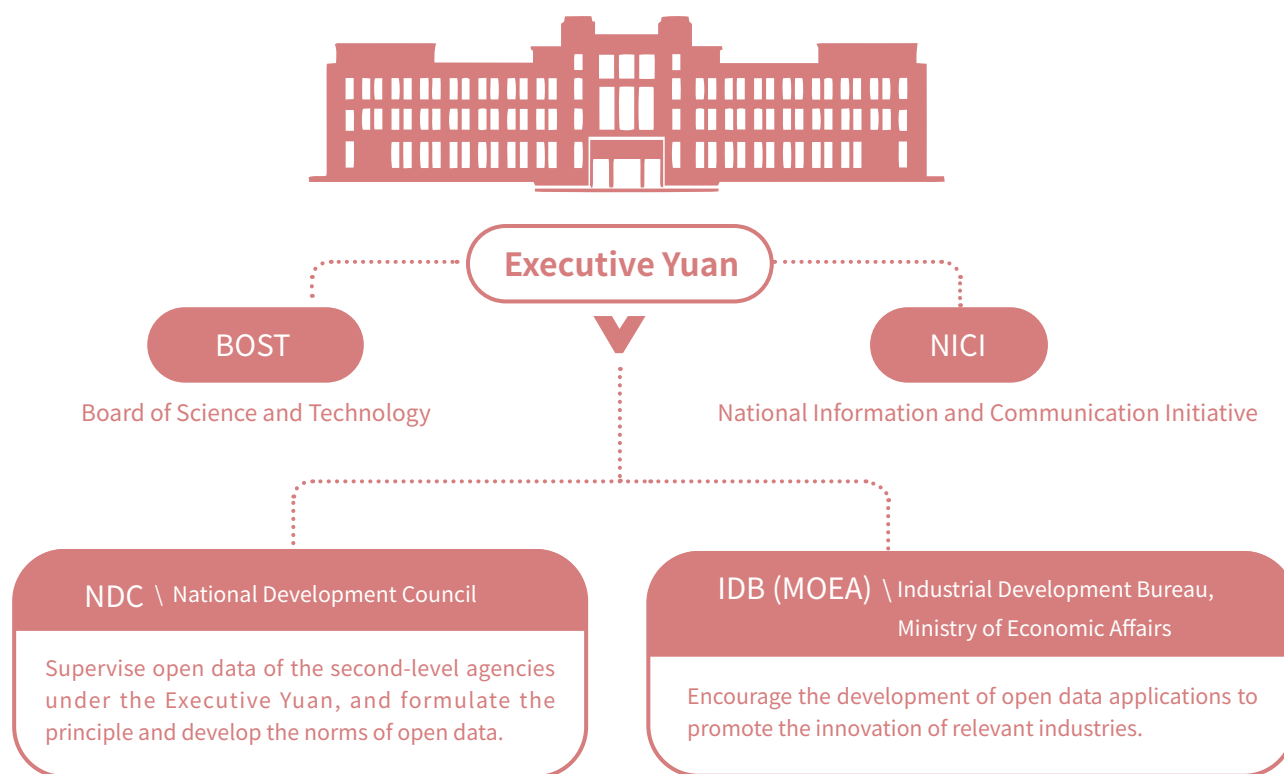 Executive Yuan
BOST
NICI
Board of Science and Technology
National Information and Communication Initiative
NDC \ National Development Council
Supervise open data of the second-level agencies
under the Executive Yuan, and formulate the
principle and develop the norms of open data.
IDB (MOEA) \ Industrial Development Bureau,
Ministry of Economic Affairs
Encourage the development of open data applications to
promote the innovation of relevant industries.